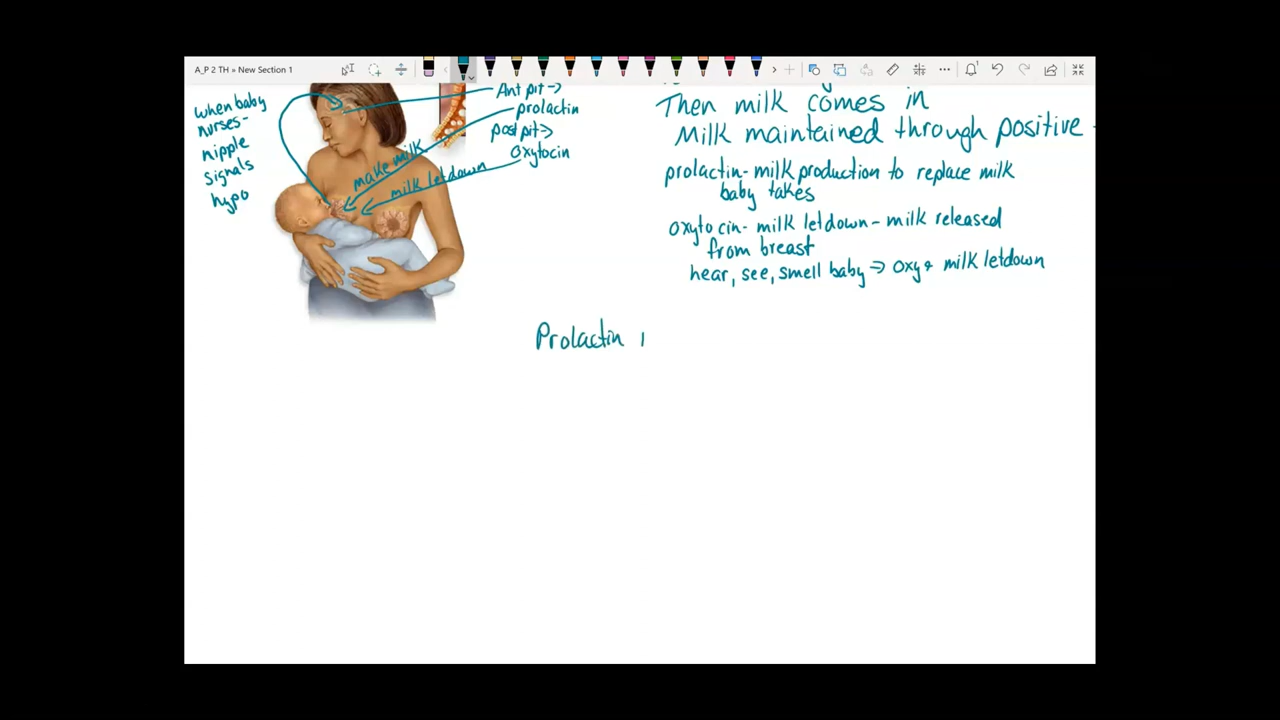 A_P 2 TH » New Section 1
when baby
nurses-
nipple
signals
hypo
Ant pit →
prolactin
post pit →
oxytocin
make milk
milk letdown
Then milk comes in
Milk maintained through positive
prolactin- milk production to replace milk
baby takes
oxytocin- milk letdown - milk released
from breast
hear, see, smell baby ⇒ oxy + milk letdown
Prolactin